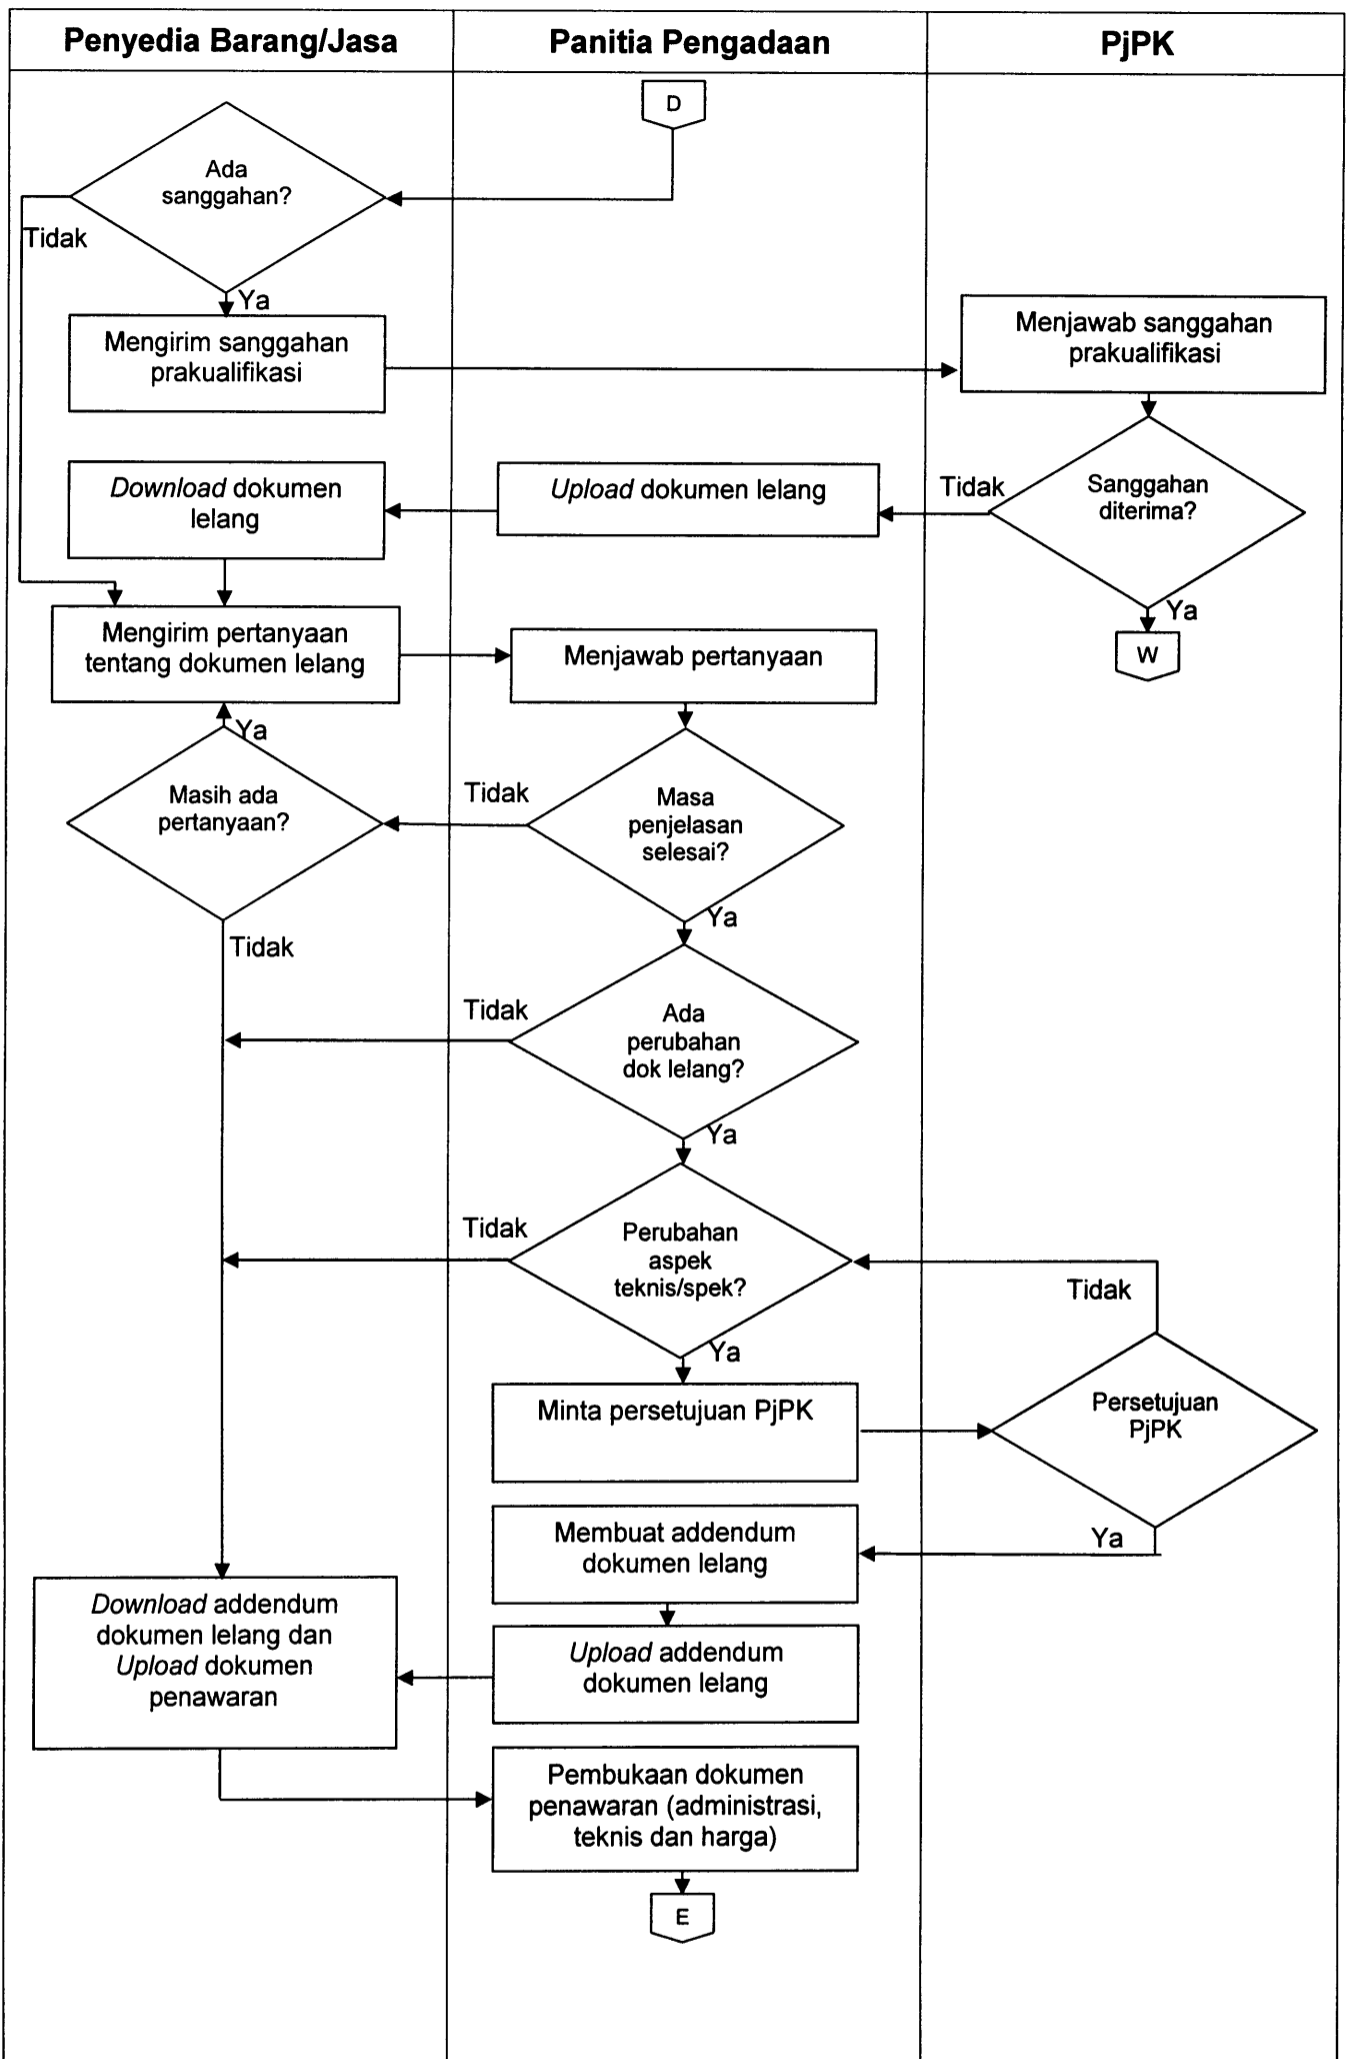 Penyedia Barang/Jasa
Panitia Pengadaan
PjPK
D
Ada
sanggahan?
Tidak
Ya
Mengirim sanggahan
prakualifikasi
Menjawab sanggahan
prakualifikasi
Download dokumen
lelang
Upload dokumen lelang
Tidak
Sanggahan
diterima?
Ya
W
Mengirim pertanyaan
tentang dokumen lelang
Menjawab pertanyaan
Ya
Masih ada
pertanyaan?
Tidak
Masa
penjelasan
selesai?
Ya
Tidak
Tidak
Ada
perubahan
dok lelang?
Ya
Tidak
Perubahan
aspek
teknis/spek?
Tidak
Ya
Minta persetujuan PjPK
Persetujuan
PjPK
Membuat addendum
dokumen lelang
Ya
Download addendum
dokumen lelang dan
Upload dokumen
penawaran
Upload addendum
dokumen lelang
Pembukaan dokumen
penawaran (administrasi,
teknis dan harga)
E